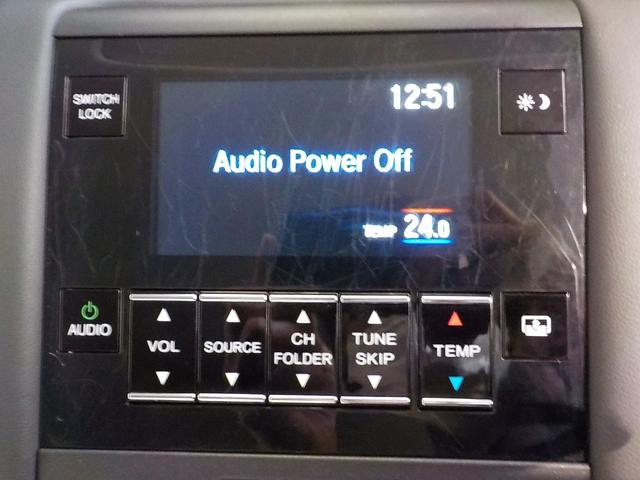 SWITCH
LOCK
12:51
Audio Power Off
TEMP 24.0
AUDIO
VOL
SOURCE
CH
FOLDER
TUNE
SKIP
TEMP